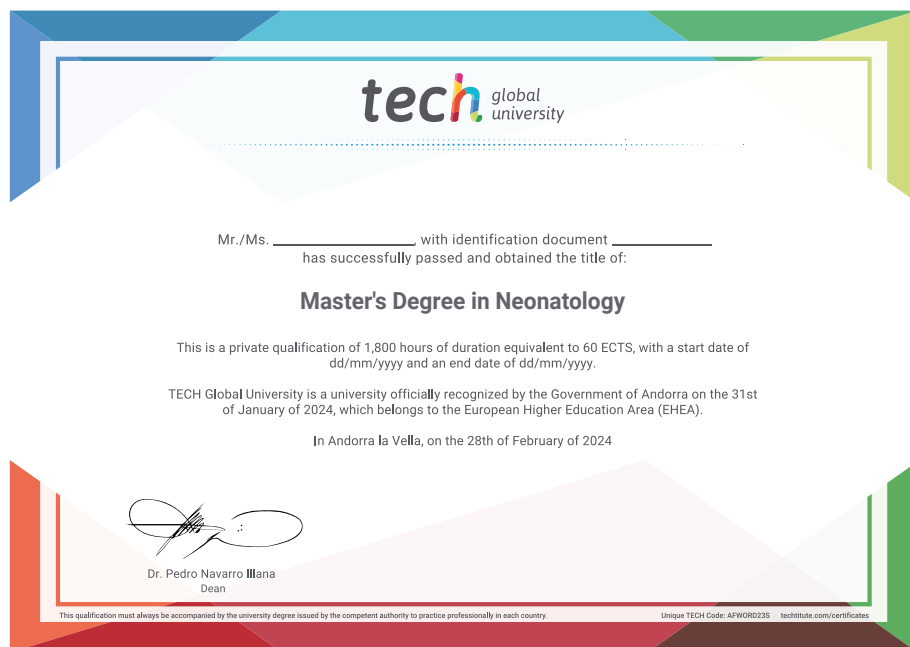 tech global
university
Mr./Ms. ____________, with identification document ____________
has successfully passed and obtained the title of:
Master's Degree in Neonatology
This is a private qualification of 1,800 hours of duration equivalent to 60 ECTS, with a start date of
dd/mm/yyyy and an end date of dd/mm/yyyy.
TECH Global University is a university officially recognized by the Government of Andorra on the 31st
of January of 2024, which belongs to the European Higher Education Area (EHEA).
In Andorra la Vella, on the 28th of February of 2024
Dr. Pedro Navarro Illana
Dean
This qualification must always be accompanied by the university degree issued by the competent authority to practice professionally in each country.
Unique TECH Code: AFWORD23S techtitute.com/certificates